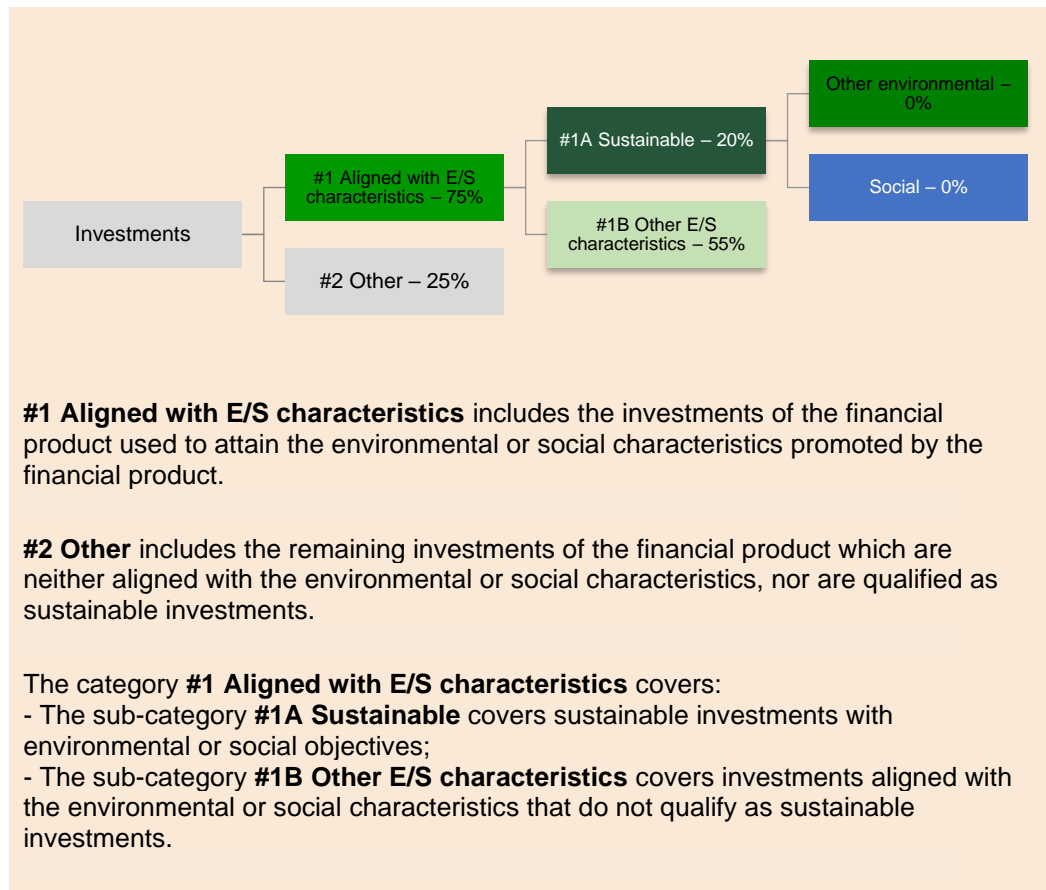 Investments
#1 Aligned with E/S
characteristics – 75%
#2 Other – 25%
#1A Sustainable – 20%
#1B Other E/S
characteristics – 55%
Other environmental –
0%
Social – 0%
#1 Aligned with E/S characteristics includes the investments of the financial
product used to attain the environmental or social characteristics promoted by the
financial product.
#2 Other includes the remaining investments of the financial product which are
neither aligned with the environmental or social characteristics, nor are qualified as
sustainable investments.
The category #1 Aligned with E/S characteristics covers:
- The sub-category #1A Sustainable covers sustainable investments with
environmental or social objectives;
- The sub-category #1B Other E/S characteristics covers investments aligned with
the environmental or social characteristics that do not qualify as sustainable
investments.